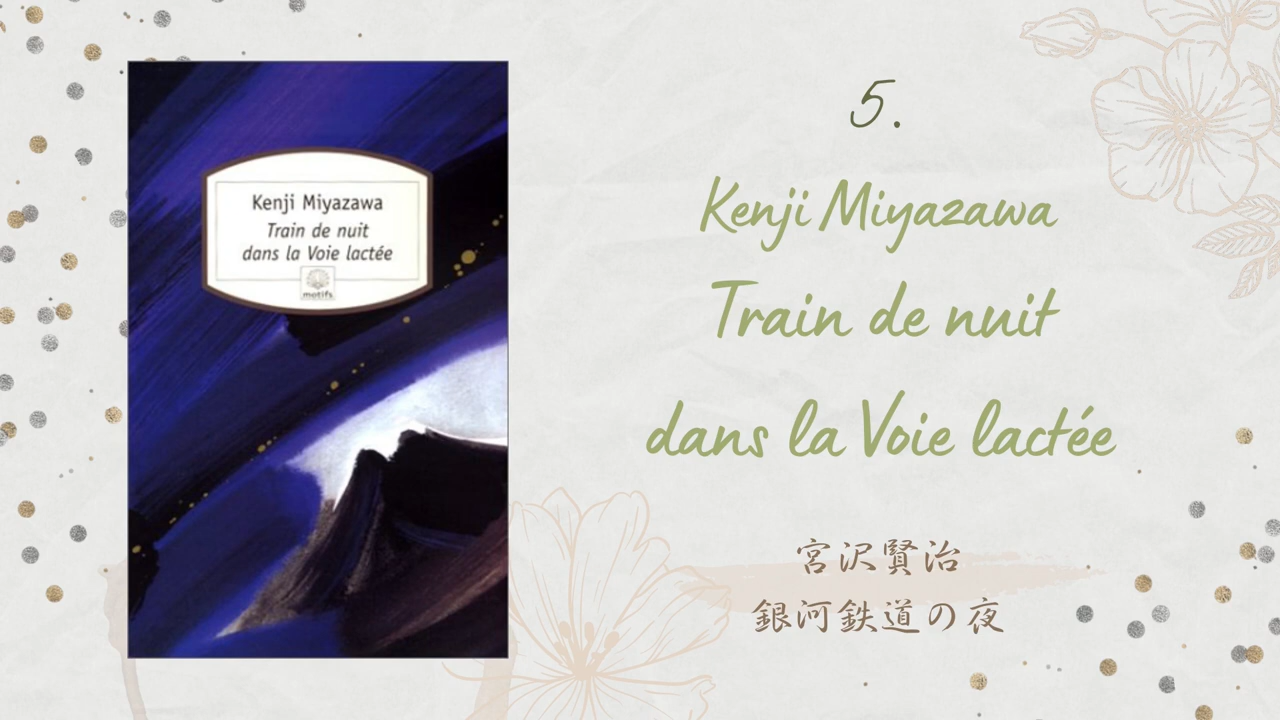 Kenji Miyazawa
Train de nuit
dans la Voie lactée
motifs
5.
Kenji Miyazawa
Train de nuit
dans la Voie lactée
宮沢賢治
銀河鉄道の夜